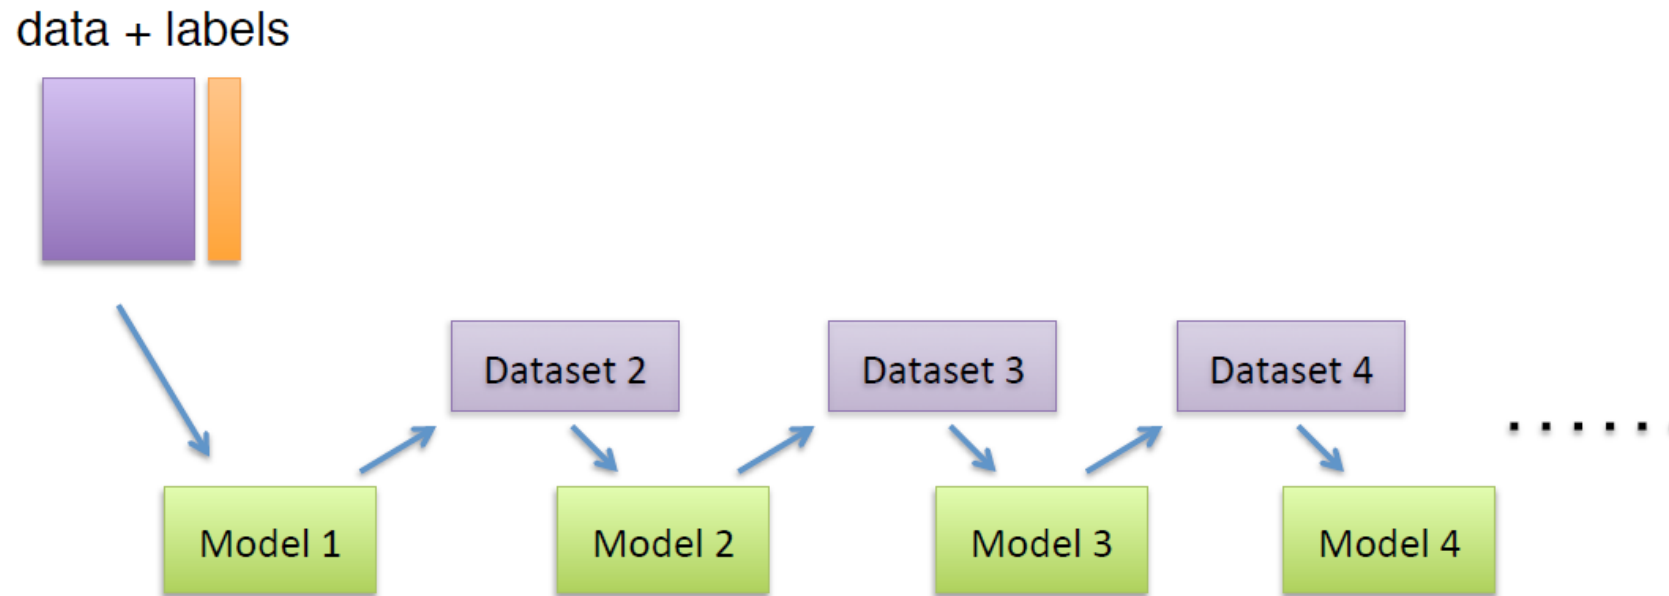 data + labels
Dataset 2
Dataset 3
Dataset 4
......
Model 1
Model 2
Model 3
Model 4